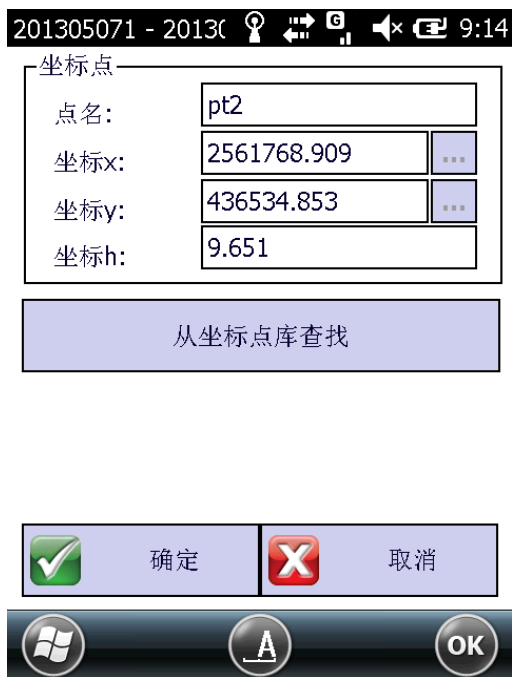 201305071 - 2013( G 9:14
坐标点
点名: pt2
坐标x: 2561768.909 ...
坐标y: 436534.853 ...
坐标h: 9.651
从坐标点库查找
确定 取消
A OK